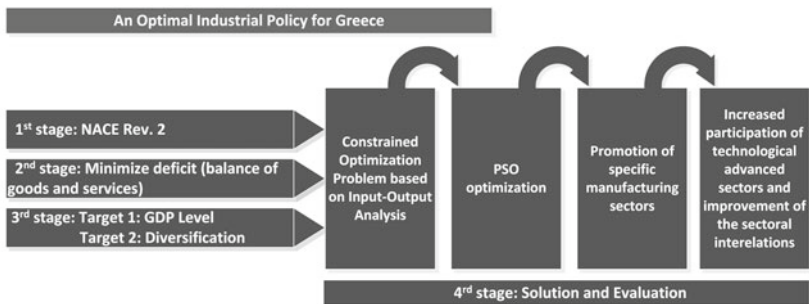 An Optimal Industrial Policy for Greece
1st stage: NACE Rev. 2
2nd stage: Minimize deficit (balance of
goods and services)
3rd stage: Target 1: GDP Level
Target 2: Diversification
Constrained
Optimization
Problem based
on Input-Output
Analysis
PSO
optimization
Promotion of
specific
manufacturing
sectors
Increased
participation of
technological
advanced
sectors and
improvement of
the sectoral
interelations
4rd stage: Solution and Evaluation